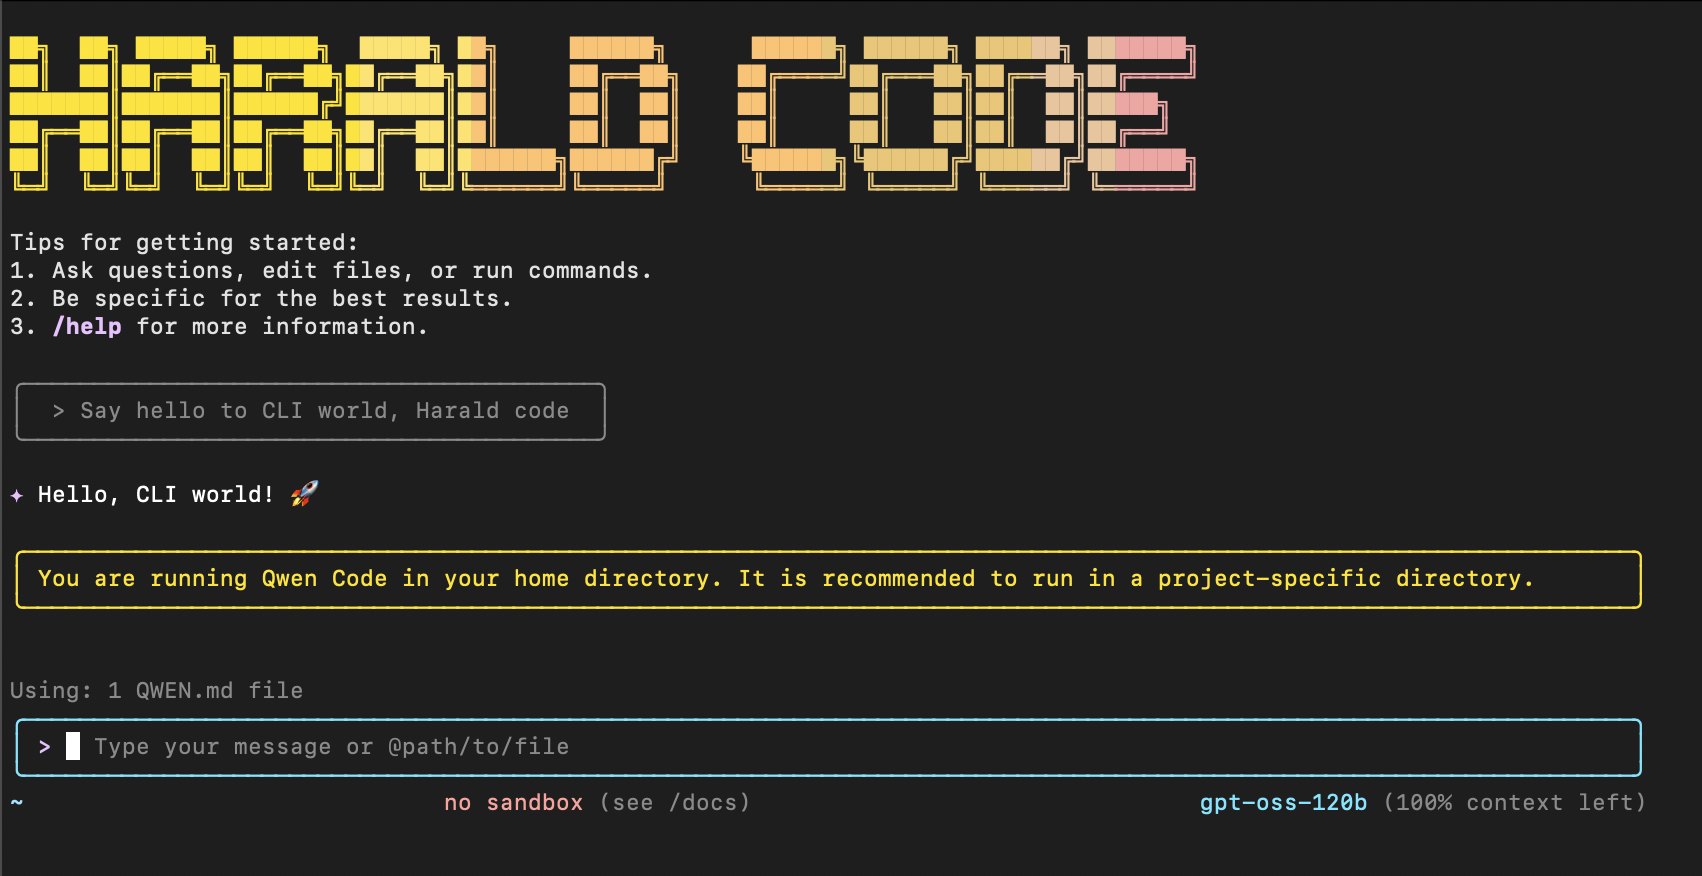 HARALD CODE
Tips for getting started:
1. Ask questions, edit files, or run commands.
2. Be specific for the best results.
3. /help for more information.
> Say hello to CLI world, Harald code
✦ Hello, CLI world! 🚀
You are running Qwen Code in your home directory. It is recommended to run in a project-specific directory.
Using: 1 QWEN.md file
> Type your message or @path/to/file
~ no sandbox (see /docs) gpt-oss-120b (100% context left)